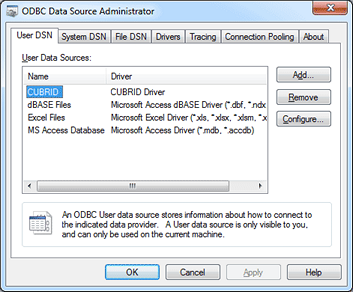 ODBC Data Source Administrator
User DSN System DSN File DSN Drivers Tracing Connection Pooling About
User Data Sources:
Name Driver
CUBRID CUBRID Driver
dBASE Files Microsoft Access dBASE Driver (*.dbf, *.ndx
Excel Files Microsoft Excel Driver (*.xls, *.xlsx, *.xlsm, *.x
MS Access Database Microsoft Access Driver (*.mdb, *.accdb)
Add...
Remove
Configure...
An ODBC User data source stores information about how to connect to
the indicated data provider. A User data source is only visible to you,
and can only be used on the current machine.
OK Cancel Apply Help